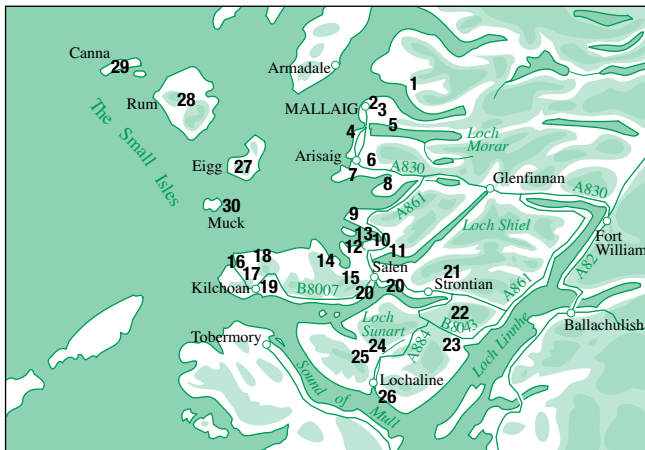 Canna
29
Armadale
1
Rum
28
MALLAIG
2
3
The Small Isles
4
5
Loch
Morar
Arisaig
6
Eigg
27
7
A830
8
Glenfinnan
A830
30
Muck
9
A861
Loch Shiel
13
10
12
11
Fort
William
16
18
14
17
15
Salen
21
A82
Kilchoan
19
B8007
20
20
Strontian
A861
22
Loch
Sunart
B8043
Ballachulish
Tobermory
24
A884
23
Loch Linnhe
25
Sound of Mull
Lochaline
26